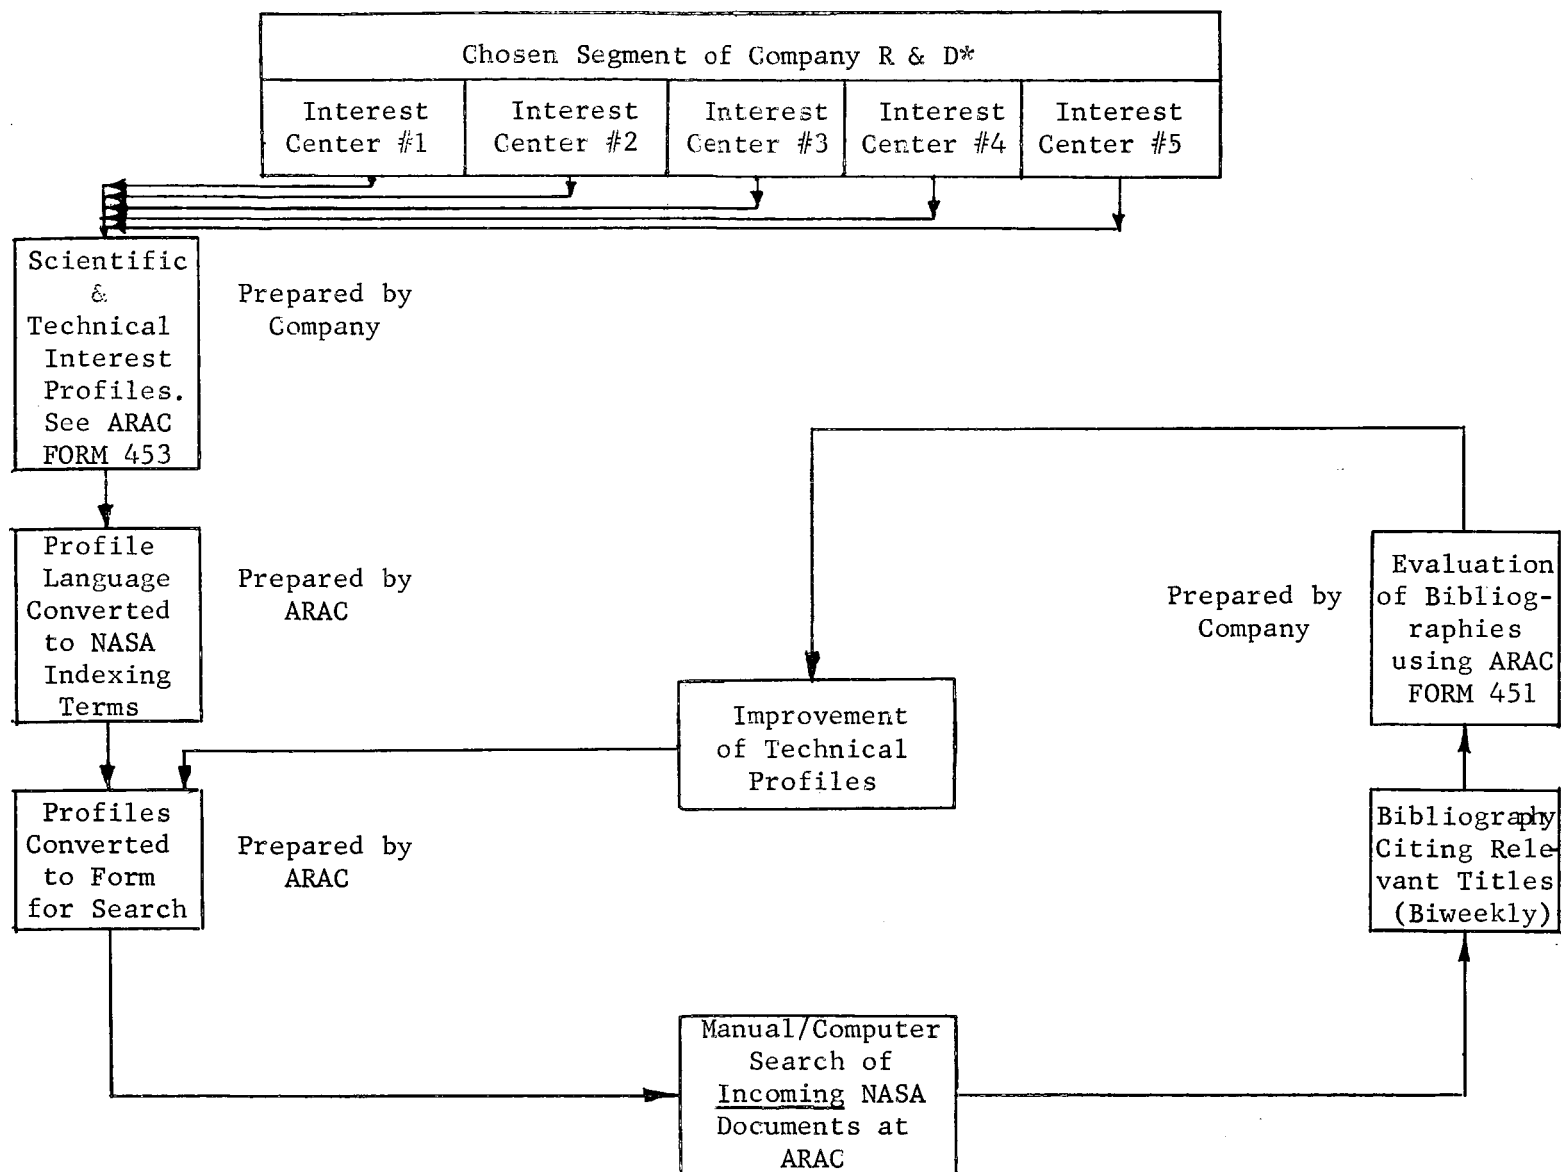 Chosen Segment of Company R & D*
Interest
Center #1
Interest
Center #2
Interest
Center #3
Interest
Center #4
Interest
Center #5
Scientific
&
Technical
Interest
Profiles.
See ARAC
FORM 453
Prepared by
Company
Profile
Language
Converted
to NASA
Indexing
Terms
Prepared by
ARAC
Profiles
Converted
to Form
for Search
Prepared by
ARAC
Manual/Computer
Search of
Incoming NASA
Documents at
ARAC
Bibliography
Citing Rele-
vant Titles
(Biweekly)
Evaluation
of Bibliog-
raphies
using ARAC
FORM 451
Prepared by
Company
Improvement
of Technical
Profiles